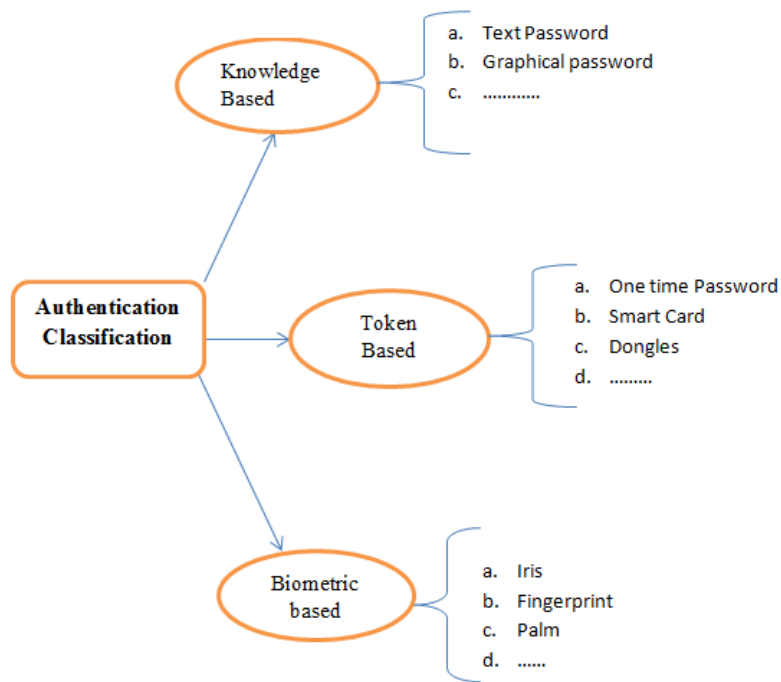 Knowledge
Based
a. Text Password
b. Graphical password
c. ............
Authentication
Classification
Token
Based
a. One time Password
b. Smart Card
c. Dongles
d. .........
Biometric
based
a. Iris
b. Fingerprint
c. Palm
d. ......